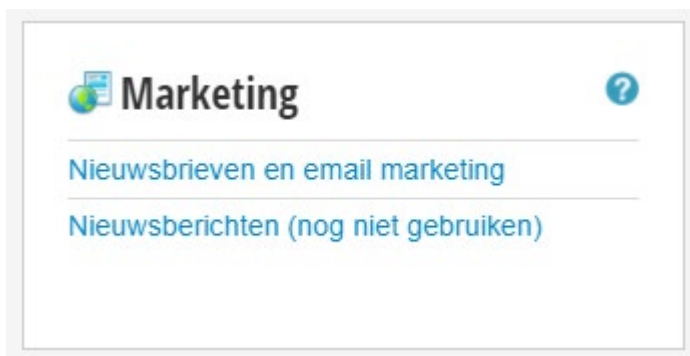 Marketing
?
Nieuwsbrieven en email marketing
Nieuwsberichten (nog niet gebruiken)